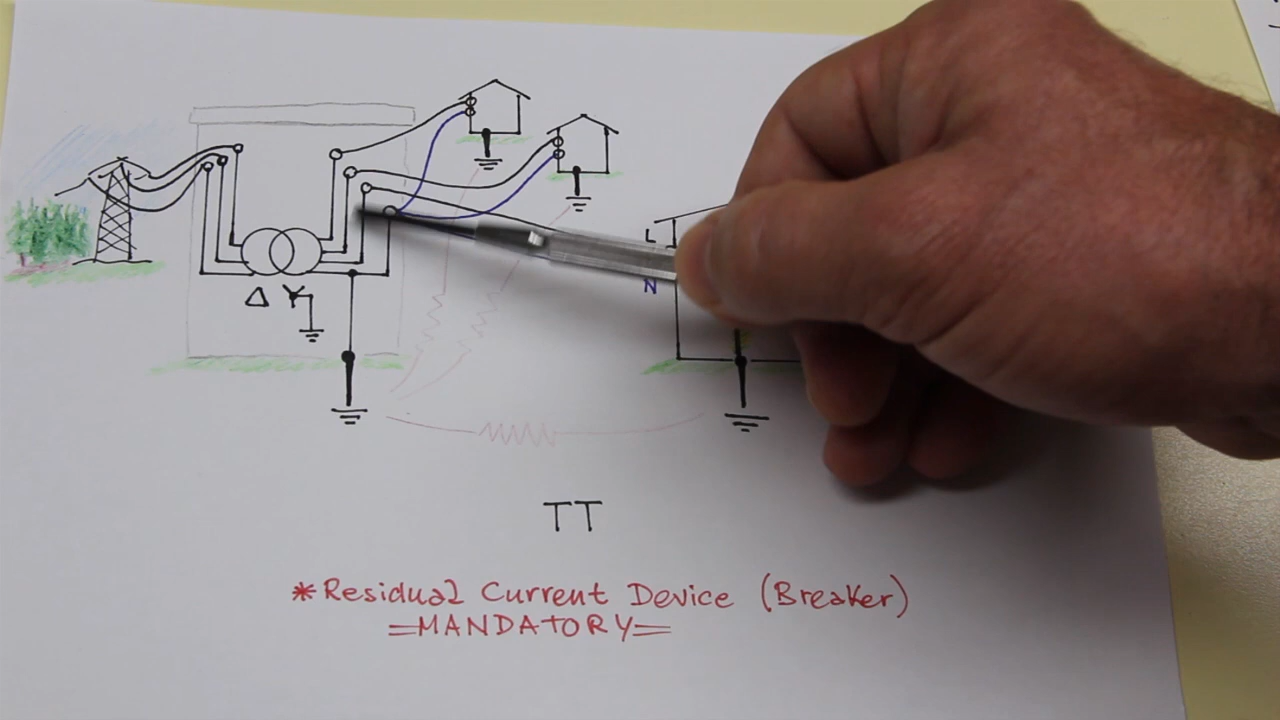 L
N
Δ Y
TT
*Residual Current Device (Breaker)
=MANDATORY=